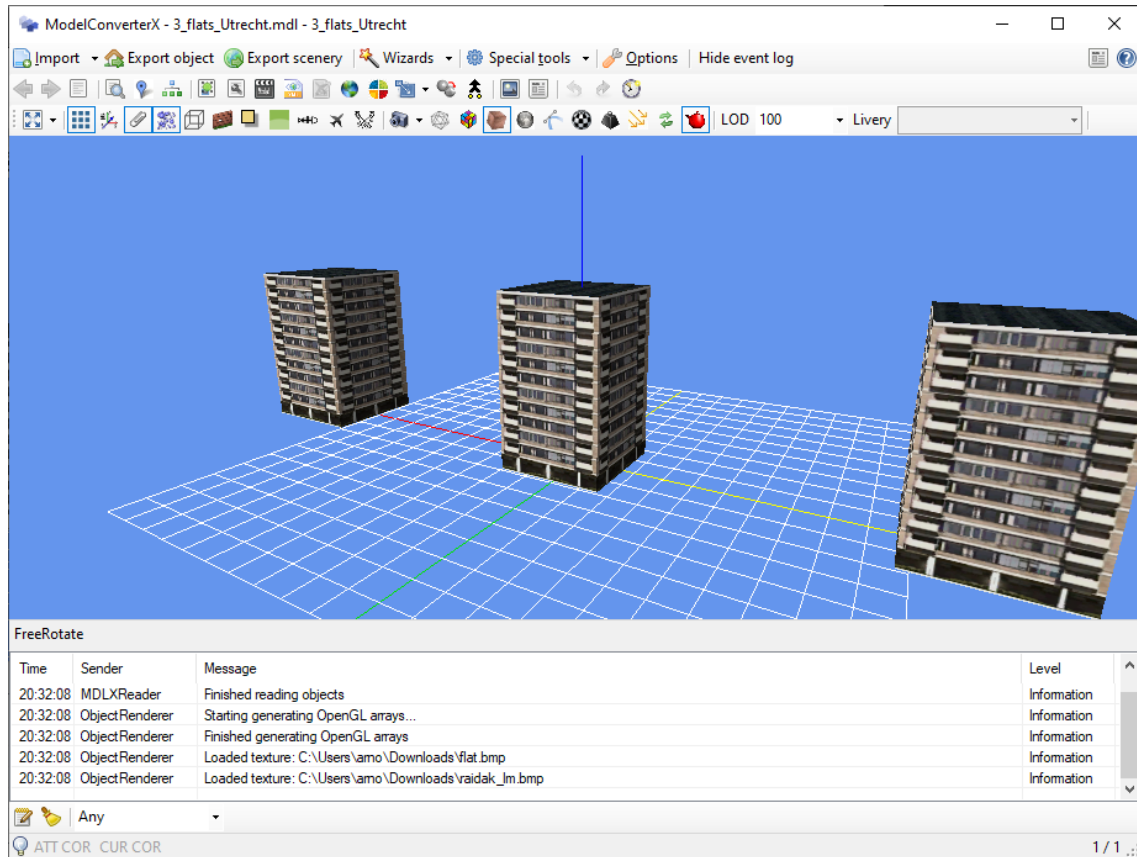 ModelConverterX - 3_flats_Utrecht.mdl - 3_flats_Utrecht
Import Export object Export scenery Wizards Special tools Options Hide event log
LOD 100 Livery
FreeRotate
Time Sender Message Level
20:32:08 MDLXReader Finished reading objects Information
20:32:08 ObjectRenderer Starting generating OpenGL arrays... Information
20:32:08 ObjectRenderer Finished generating OpenGL arrays Information
20:32:08 ObjectRenderer Loaded texture: C:\Users\arno\Downloads\flat.bmp Information
20:32:08 ObjectRenderer Loaded texture: C:\Users\arno\Downloads\raidak_lm.bmp Information
Any
ATT COR CUR COR 1 / 1